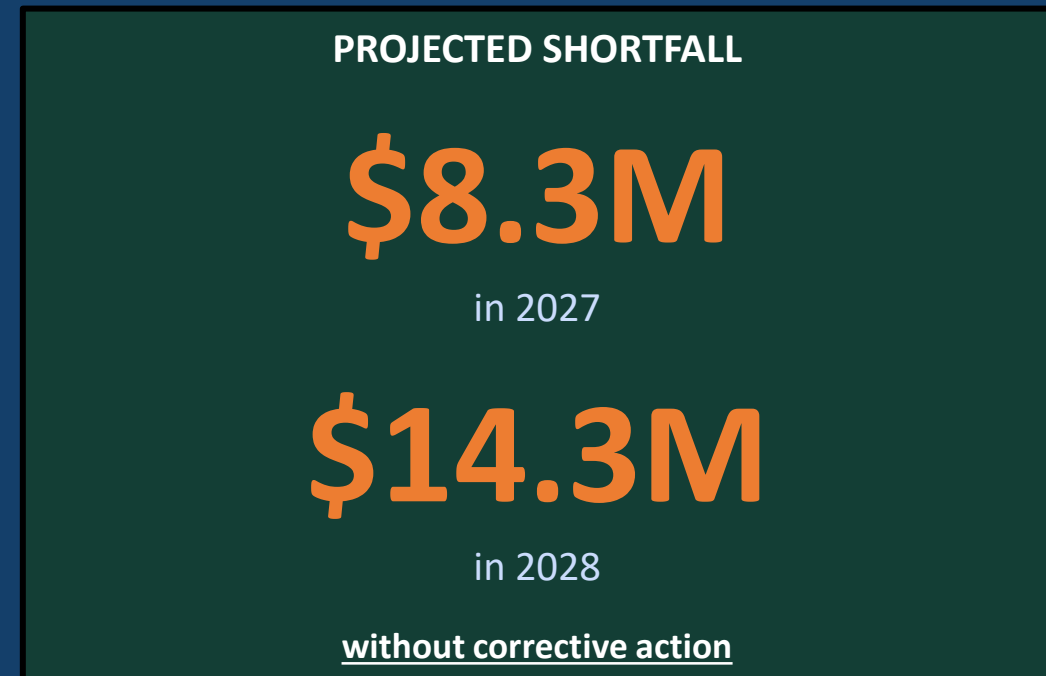 PROJECTED SHORTFALL
$8.3M
in 2027
$14.3M
in 2028
without corrective action